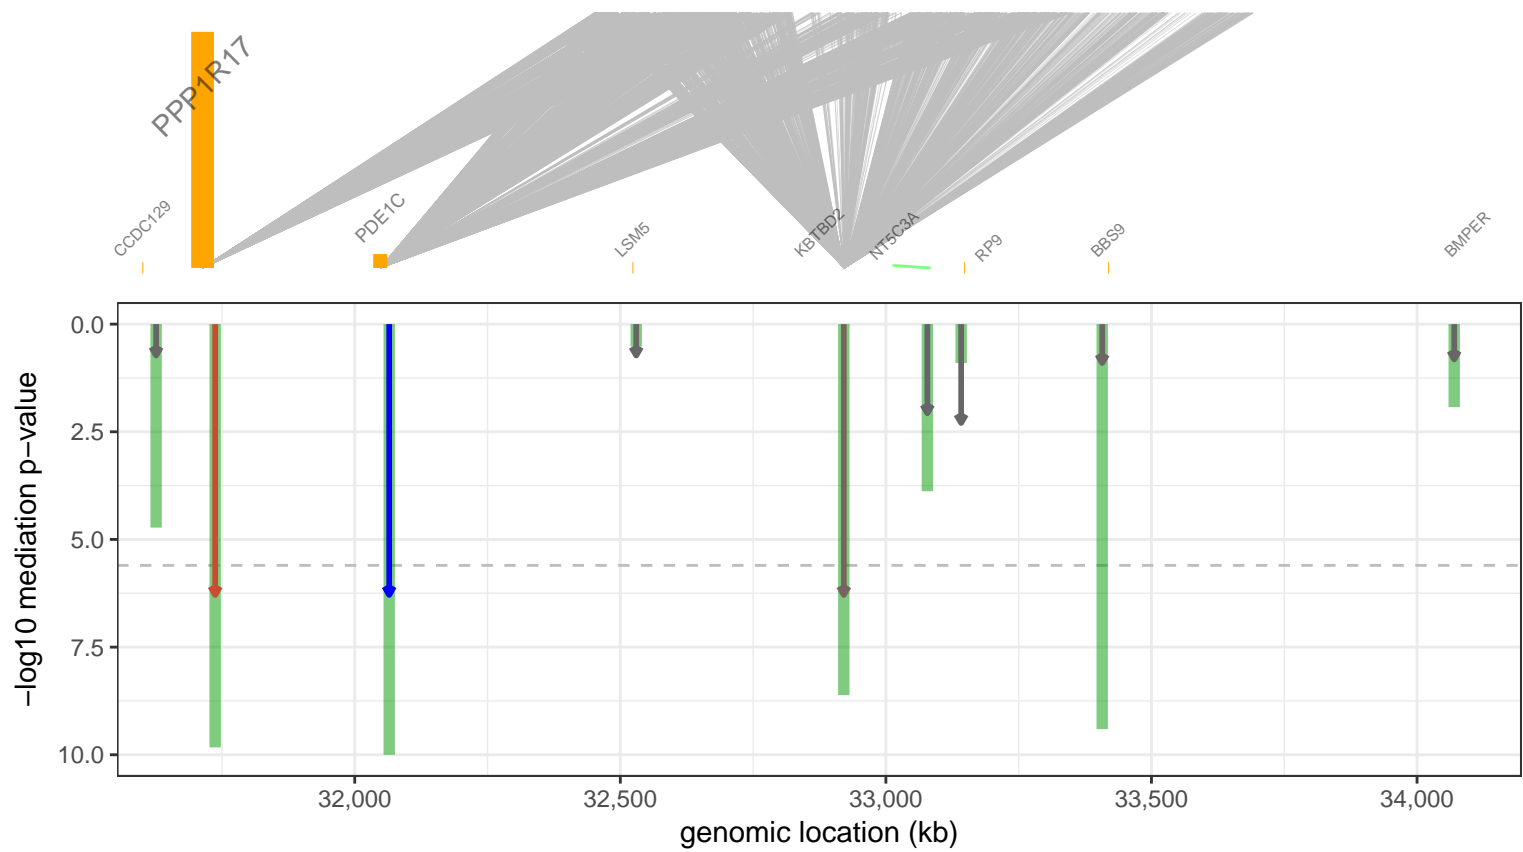 PPP1R17
CCDC129
PDE1C
LSM5
KBTBD2
NT5C3A
RP9
BBS9
BMPER
0.0
2.5
5.0
7.5
10.0
−log10 mediation p−value
32,000
32,500
33,000
33,500
34,000
genomic location (kb)